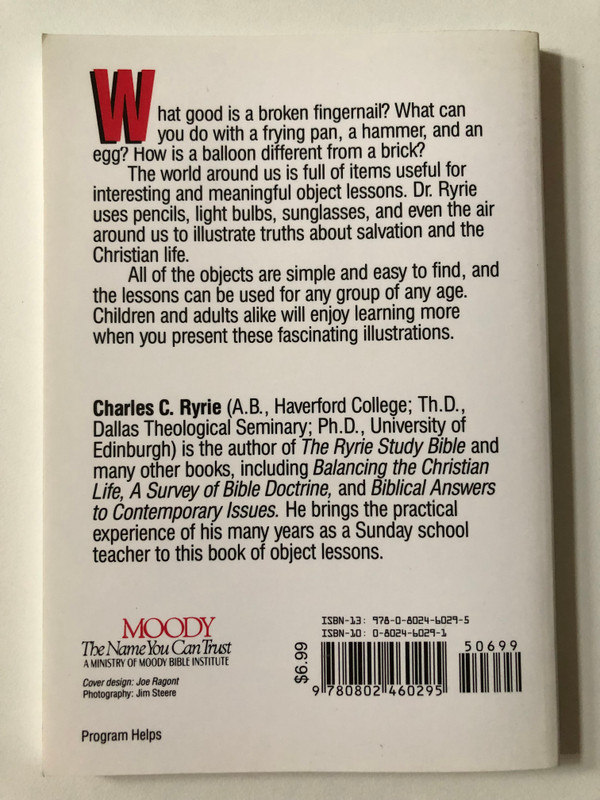 What good is a broken fingernail? What can
you do with a frying pan, a hammer, and an
egg? How is a balloon different from a brick?
The world around us is full of items useful for
interesting and meaningful object lessons. Dr. Ryrie
uses pencils, light bulbs, sunglasses, and even the air
around us to illustrate truths about salvation and the
Christian life.
All of the objects are simple and easy to find, and
the lessons can be used for any group of any age.
Children and adults alike will enjoy learning more
when you present these fascinating illustrations.
Charles C. Ryrie (A.B., Haverford College; Th.D.,
Dallas Theological Seminary; Ph.D., University of
Edinburgh) is the author of The Ryrie Study Bible and
many other books, including Balancing the Christian
Life, A Survey of Bible Doctrine, and Biblical Answers
to Contemporary Issues. He brings the practical
experience of his many years as a Sunday school
teacher to this book of object lessons.
MOODY
The Name You Can Trust
A MINISTRY OF MOODY BIBLE INSTITUTE
Cover design: Joe Ragont
Photography: Jim Steere
Program Helps
ISBN-13: 978-0-8024-6029-5
ISBN-10: 0-8024-6029-1
$6.99
50699
9780802460295